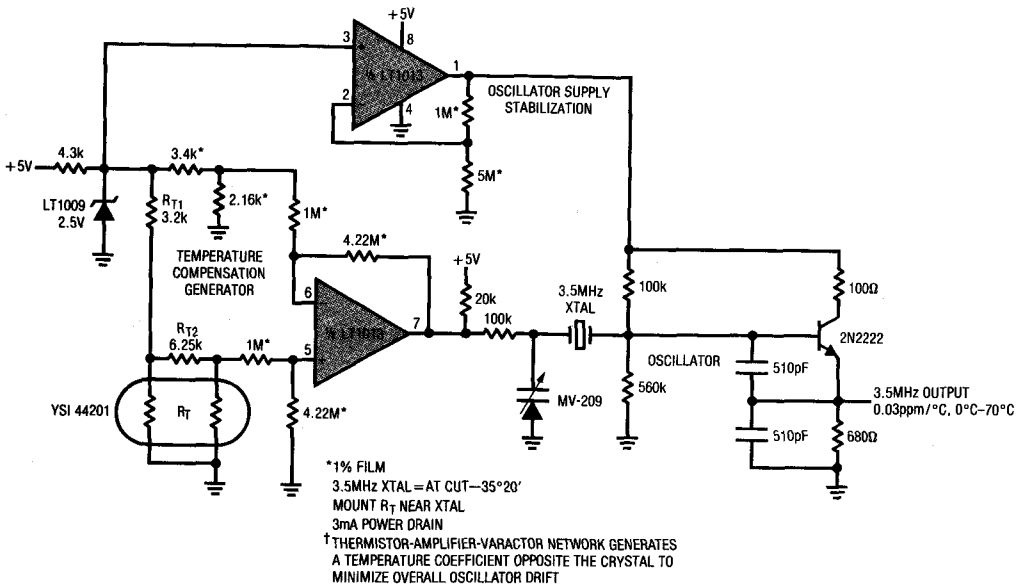 +5V
3
8
½ LT1013
1
2
4
OSCILLATOR SUPPLY
STABILIZATION
1M*
5M*
+5V
4.3k
3.4k*
LT1009
2.5V
RT1
3.2k
2.16k*
1M*
TEMPERATURE
COMPENSATION
GENERATOR
4.22M*
6
½ LT1013
7
5
+5V
20k
100k
3.5MHz
XTAL
100k
100Ω
2N2222
OSCILLATOR
510pF
560k
MV-209
3.5MHz OUTPUT
0.03ppm/°C, 0°C–70°C
510pF
680Ω
RT2
6.25k
1M*
YSI 44201
RT
4.22M*
*1% FILM
3.5MHz XTAL=AT CUT—35°20′
MOUNT RT NEAR XTAL
3mA POWER DRAIN
†THERMISTOR-AMPLIFIER-VARACTOR NETWORK GENERATES
A TEMPERATURE COEFFICIENT OPPOSITE THE CRYSTAL TO
MINIMIZE OVERALL OSCILLATOR DRIFT